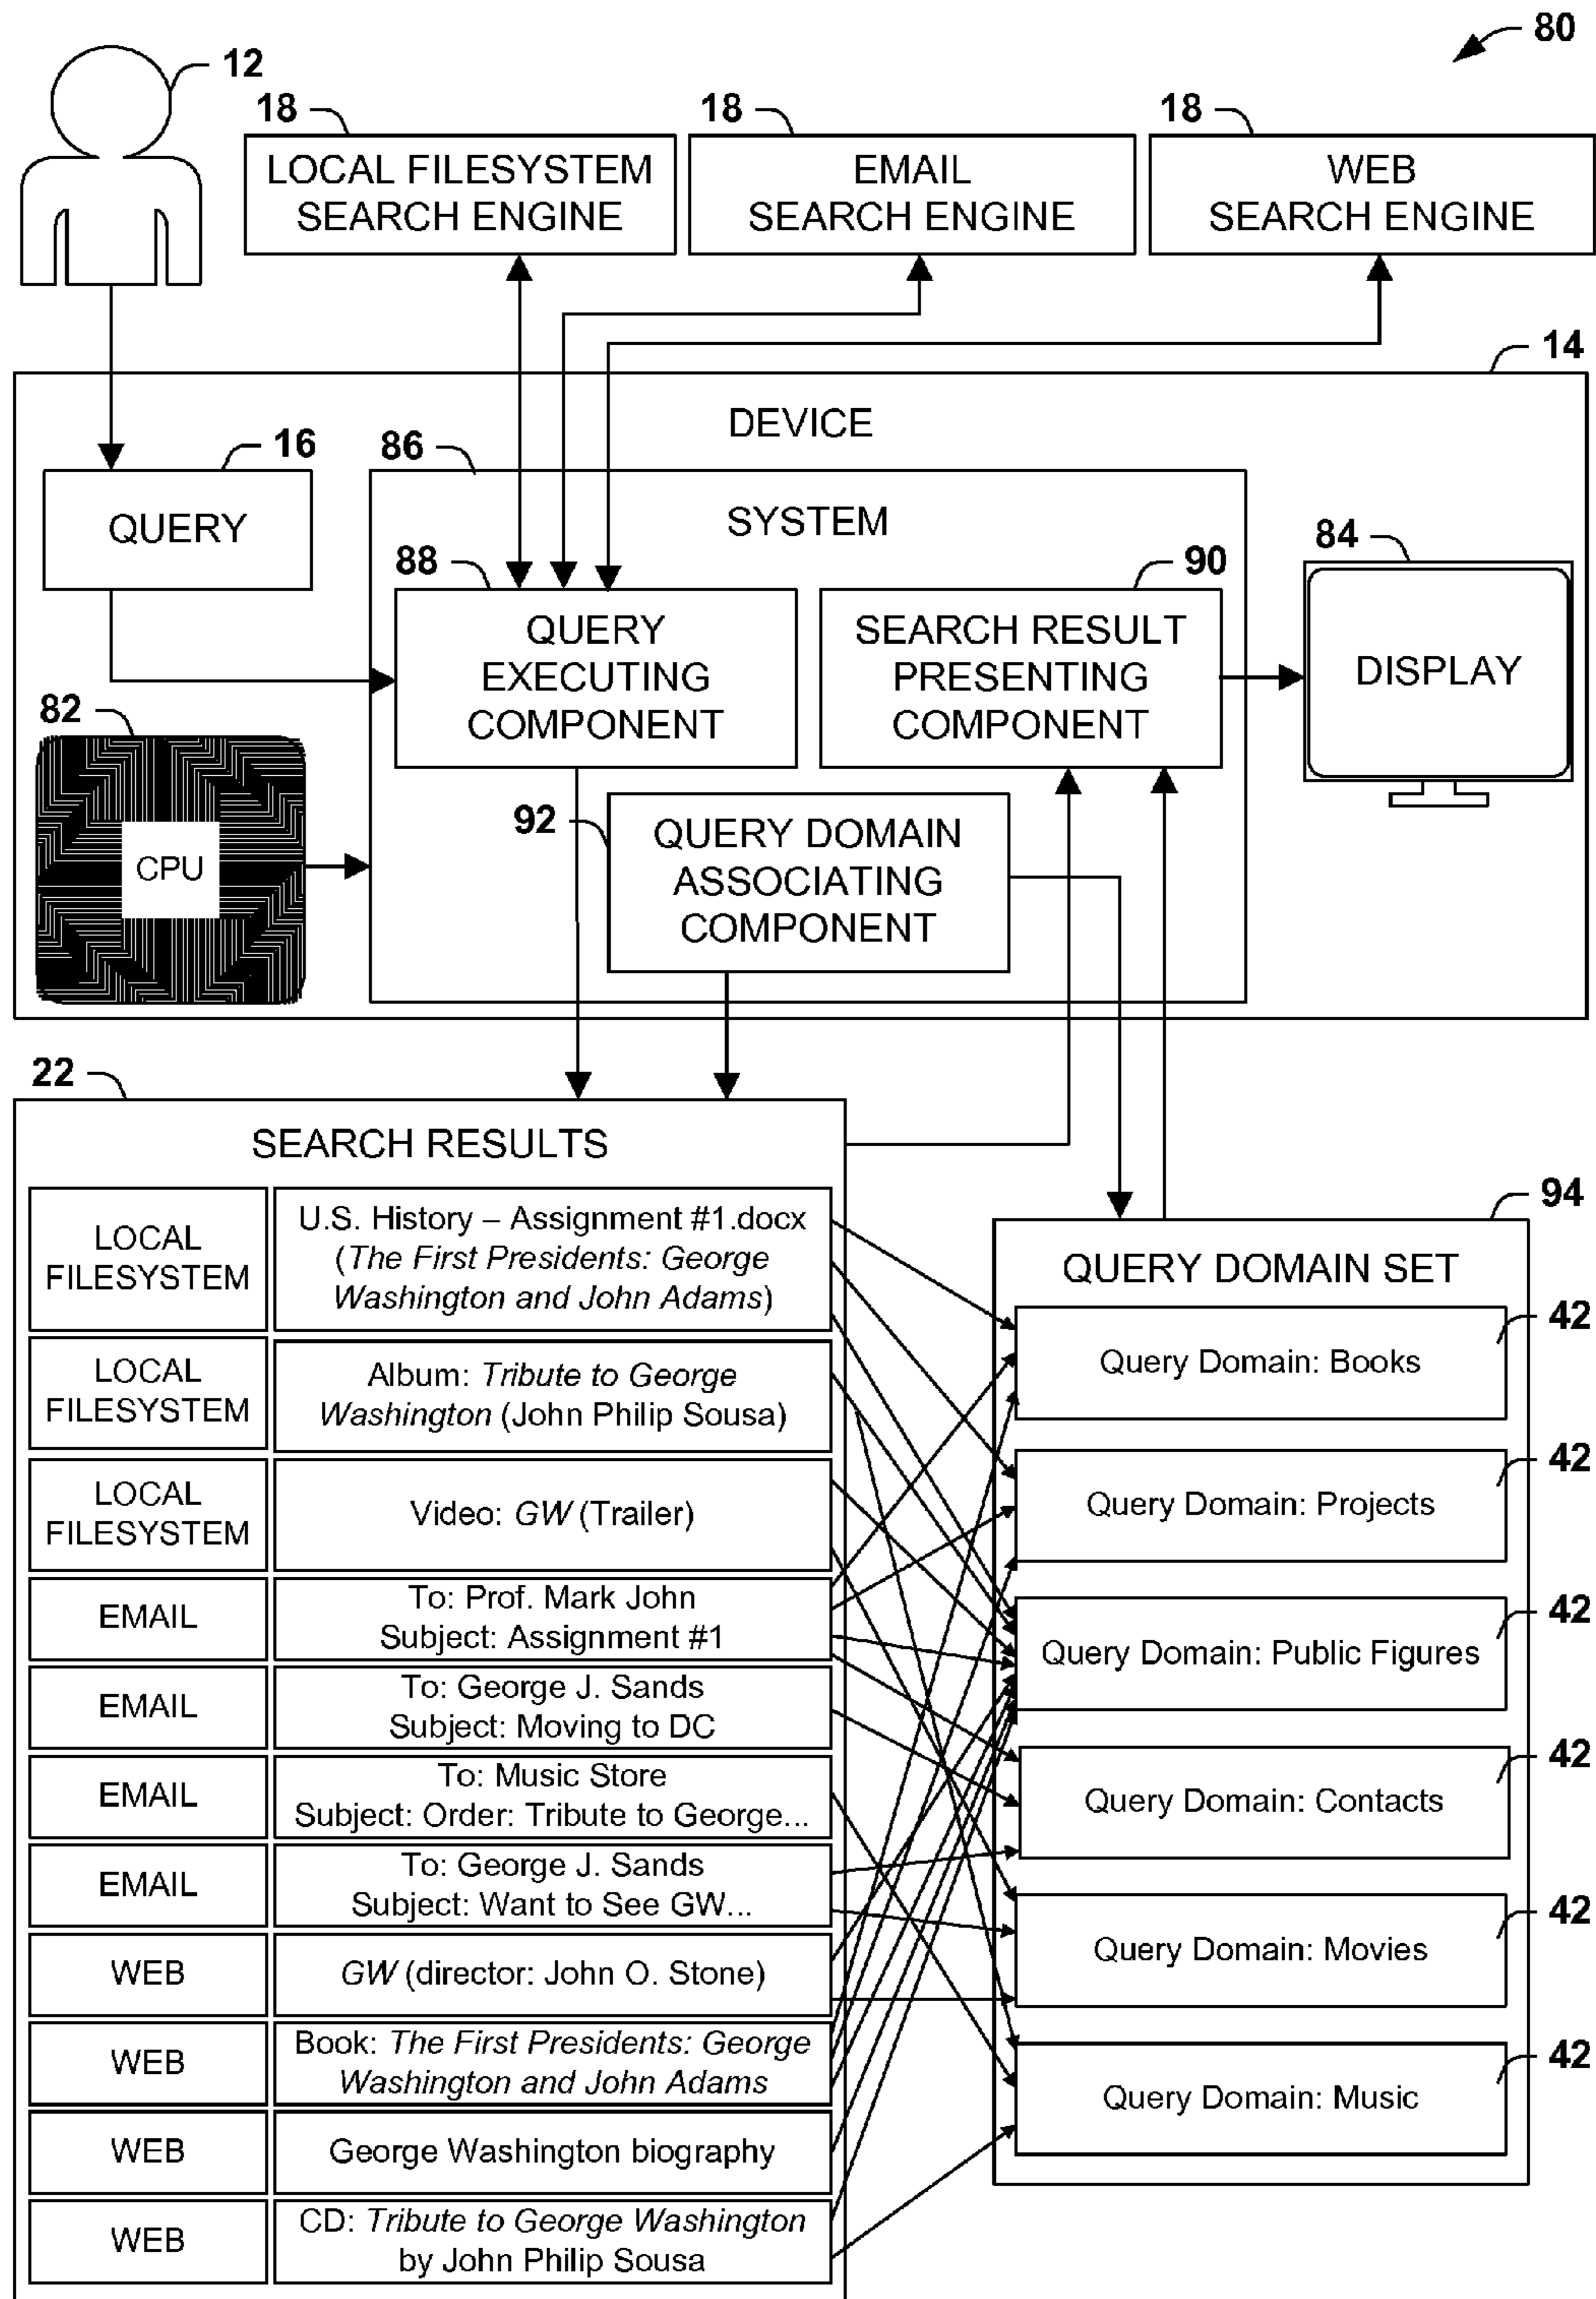 80
12
18
18
18
LOCAL FILESYSTEM
SEARCH ENGINE
EMAIL
SEARCH ENGINE
WEB
SEARCH ENGINE
14
DEVICE
16
QUERY
86
SYSTEM
88
QUERY
EXECUTING
COMPONENT
90
SEARCH RESULT
PRESENTING
COMPONENT
84
DISPLAY
82
CPU
92
QUERY DOMAIN
ASSOCIATING
COMPONENT
22
SEARCH RESULTS
LOCAL
FILESYSTEM
U.S. History – Assignment #1.docx
(The First Presidents: George
Washington and John Adams)
LOCAL
FILESYSTEM
Album: Tribute to George
Washington (John Philip Sousa)
LOCAL
FILESYSTEM
Video: GW (Trailer)
EMAIL
To: Prof. Mark John
Subject: Assignment #1
EMAIL
To: George J. Sands
Subject: Moving to DC
EMAIL
To: Music Store
Subject: Order: Tribute to George...
EMAIL
To: George J. Sands
Subject: Want to See GW...
WEB
GW (director: John O. Stone)
WEB
Book: The First Presidents: George
Washington and John Adams
WEB
George Washington biography
WEB
CD: Tribute to George Washington
by John Philip Sousa
94
QUERY DOMAIN SET
42
Query Domain: Books
42
Query Domain: Projects
42
Query Domain: Public Figures
42
Query Domain: Contacts
42
Query Domain: Movies
42
Query Domain: Music